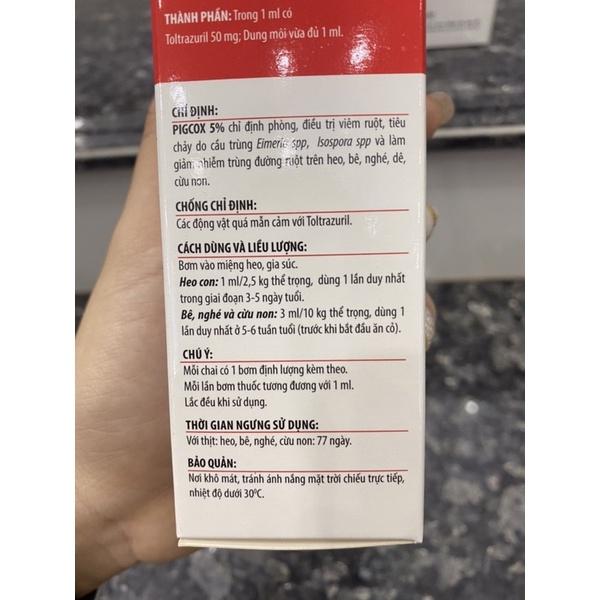 THÀNH PHẦN: Trong 1 ml có
Toltrazuril 50 mg; Dung môi vừa đủ 1 ml.
CHỈ ĐỊNH:
PIGCOX 5% chỉ định phòng, điều trị viêm ruột, tiêu
chảy do cầu trùng Eimeria spp, Isospora spp và làm
giảm nhiễm trùng đường ruột trên heo, bê, nghé, dê,
cừu non.
CHỐNG CHỈ ĐỊNH:
Các động vật quá mẫn cảm với Toltrazuril.
CÁCH DÙNG VÀ LIỀU LƯỢNG:
Bơm vào miệng heo, gia súc.
Heo con: 1 ml/2,5 kg thể trọng, dùng 1 lần duy nhất
trong giai đoạn 3-5 ngày tuổi.
Bê, nghé và cừu non: 3 ml/10 kg thể trọng, dùng 1
lần duy nhất ở 5-6 tuần tuổi (trước khi bắt đầu ăn cỏ).
CHÚ Ý:
Mỗi chai có 1 bơm định lượng kèm theo.
Mỗi lần bơm thuốc tương đương với 1 ml.
Lắc đều khi sử dụng.
THỜI GIAN NGƯNG SỬ DỤNG:
Với thịt: heo, bê, nghé, cừu non: 77 ngày.
BẢO QUẢN:
Nơi khô mát, tránh ánh nắng mặt trời chiếu trực tiếp,
nhiệt độ dưới 30⁰C.